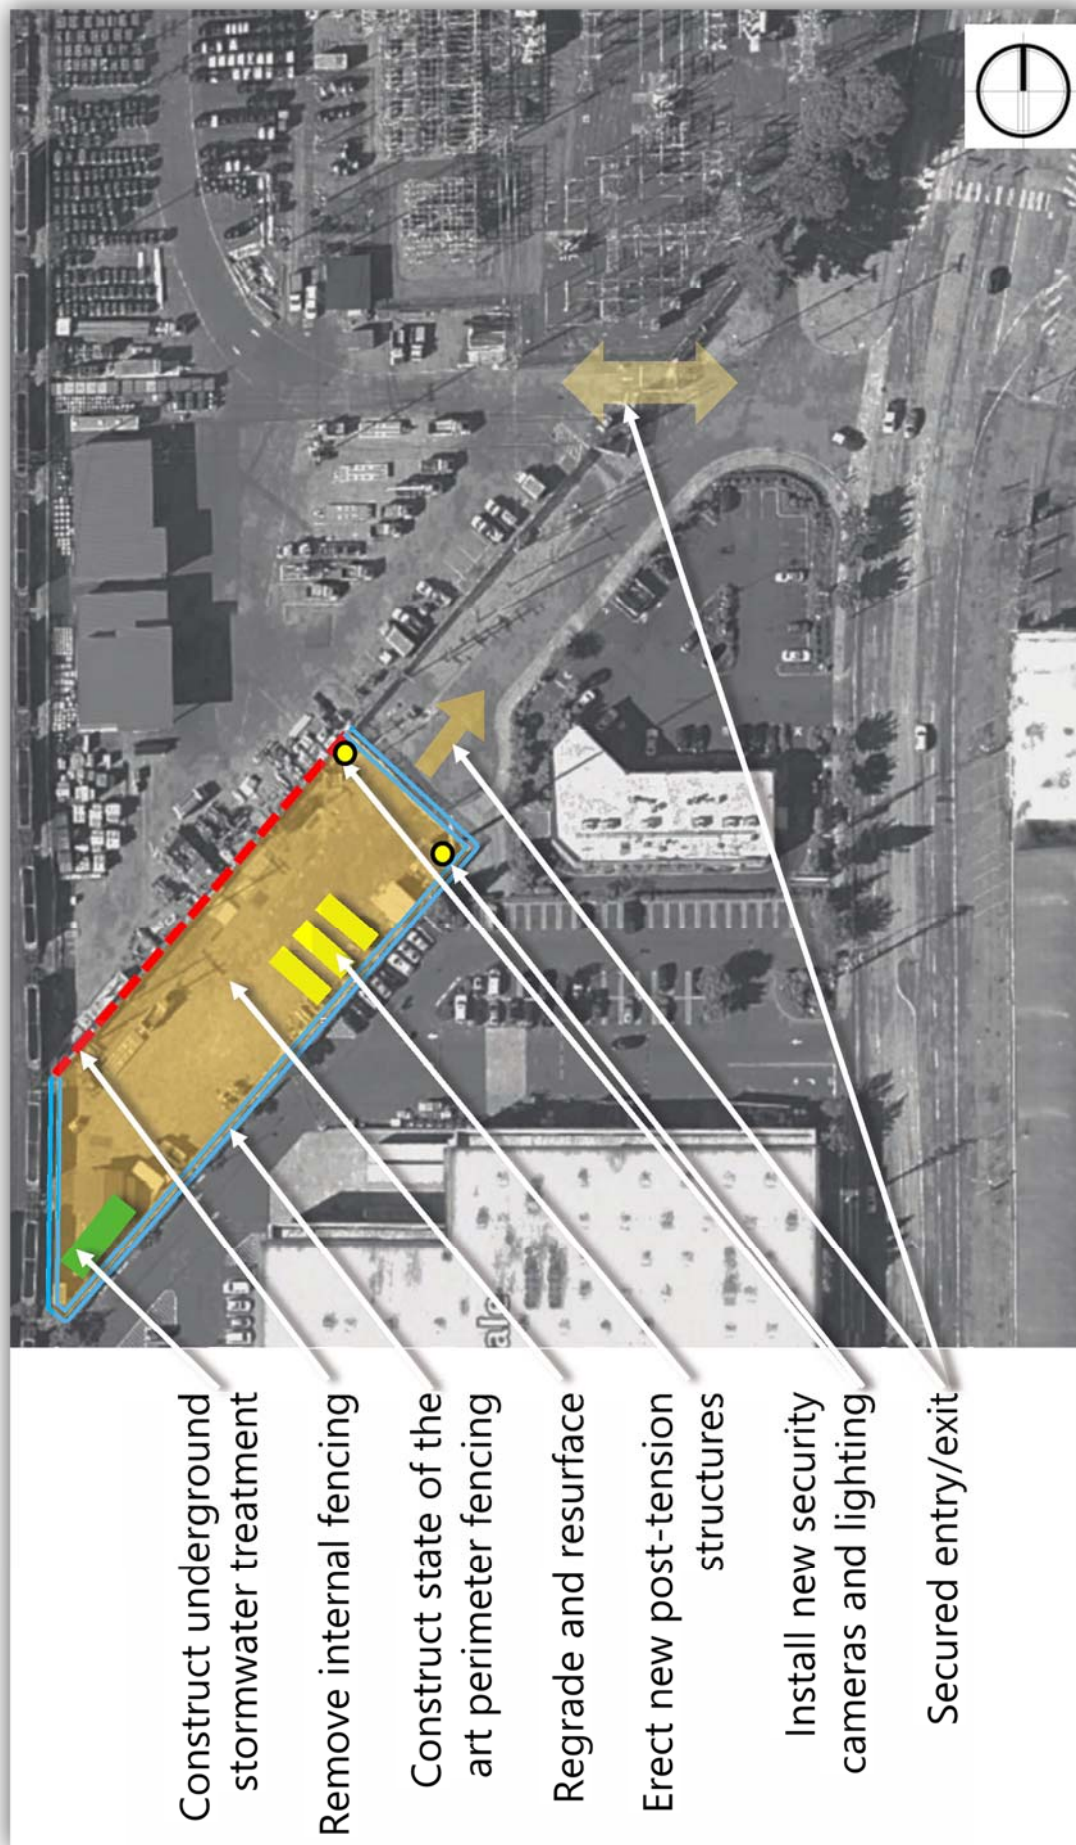 Construct underground
stormwater treatment
Remove internal fencing
Construct state of the
art perimeter fencing
Regrade and resurface
Erect new post-tension
structures
Install new security
cameras and lighting
Secured entry/exit
ale